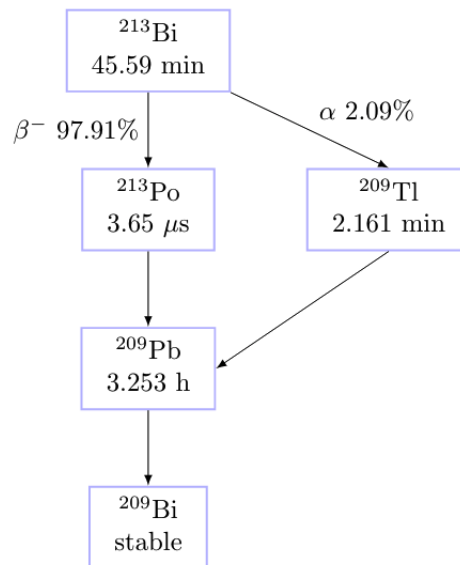 ²¹³Bi
45.59 min
β⁻ 97.91%
α 2.09%
²¹³Po
3.65 μs
²⁰⁹Tl
2.161 min
²⁰⁹Pb
3.253 h
²⁰⁹Bi
stable